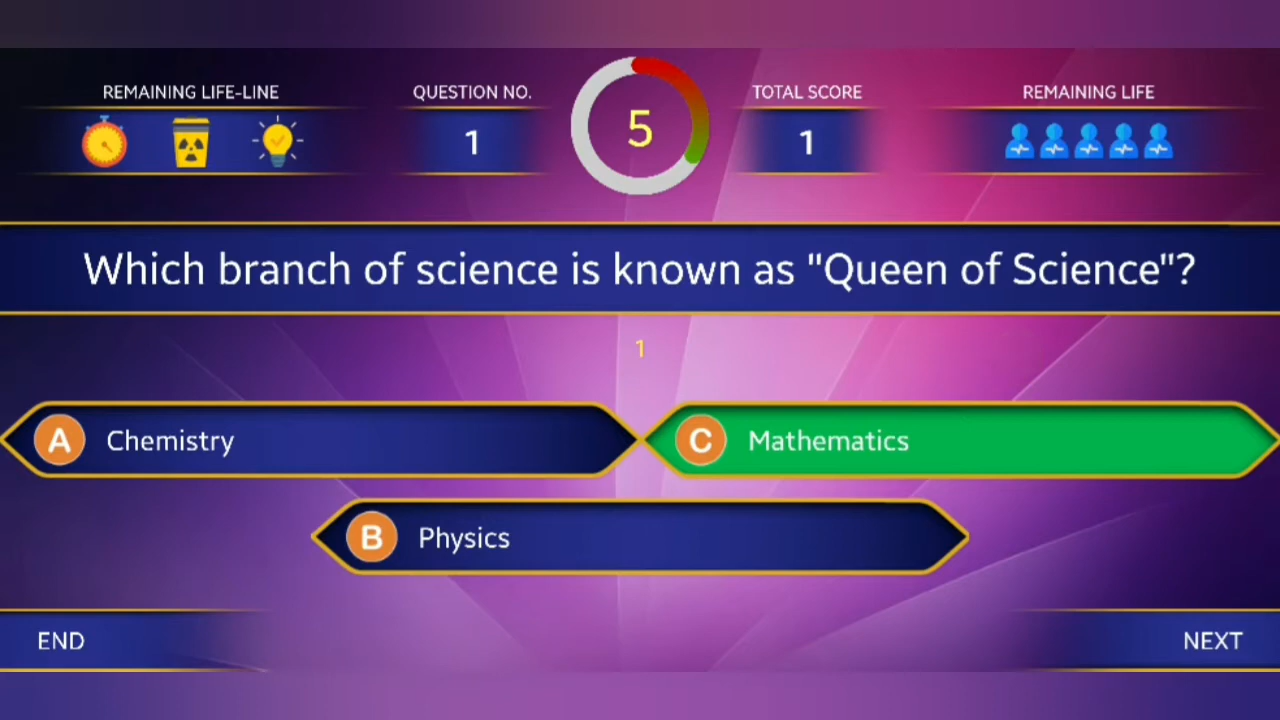 REMAINING LIFE-LINE
QUESTION NO.
1
5
TOTAL SCORE
1
REMAINING LIFE
Which branch of science is known as "Queen of Science"?
1
A Chemistry
C Mathematics
B Physics
END
NEXT